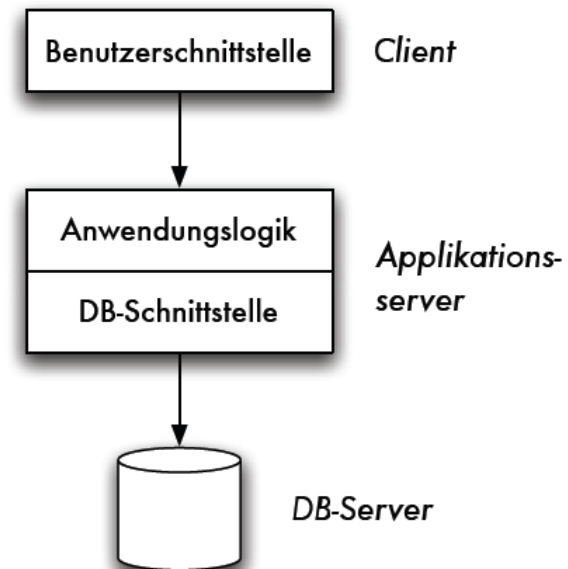 Benutzerschnittstelle
Client
Anwendungslogik
DB-Schnittstelle
Applikations-
server
DB-Server